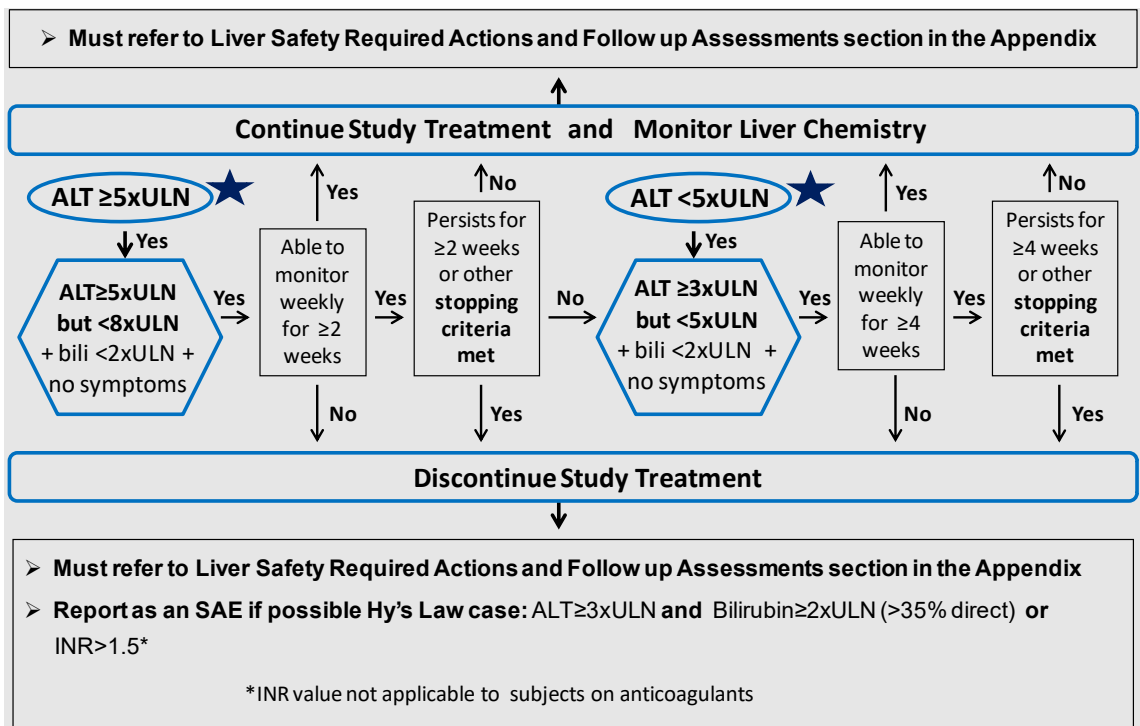 ➢ Must refer to Liver Safety Required Actions and Follow up Assessments section in the Appendix
Continue Study Treatment and Monitor Liver Chemistry
ALT ≥5xULN
Yes
ALT≥5xULN
but <8xULN
+ bili <2xULN +
no symptoms
Yes
Yes
Able to
monitor
weekly
for ≥2
weeks
No
Yes
No
Persists for
≥2 weeks
or other
stopping
criteria
met
Yes
No
ALT <5xULN
Yes
ALT ≥3xULN
but <5xULN
+ bili <2xULN +
no symptoms
Yes
Yes
Able to
monitor
weekly
for ≥4
weeks
No
Yes
No
Persists for
≥4 weeks
or other
stopping
criteria
met
Yes
Discontinue Study Treatment
➢ Must refer to Liver Safety Required Actions and Follow up Assessments section in the Appendix
➢ Report as an SAE if possible Hy's Law case: ALT≥3xULN and Bilirubin≥2xULN (>35% direct) or
INR>1.5*
*INR value not applicable to subjects on anticoagulants